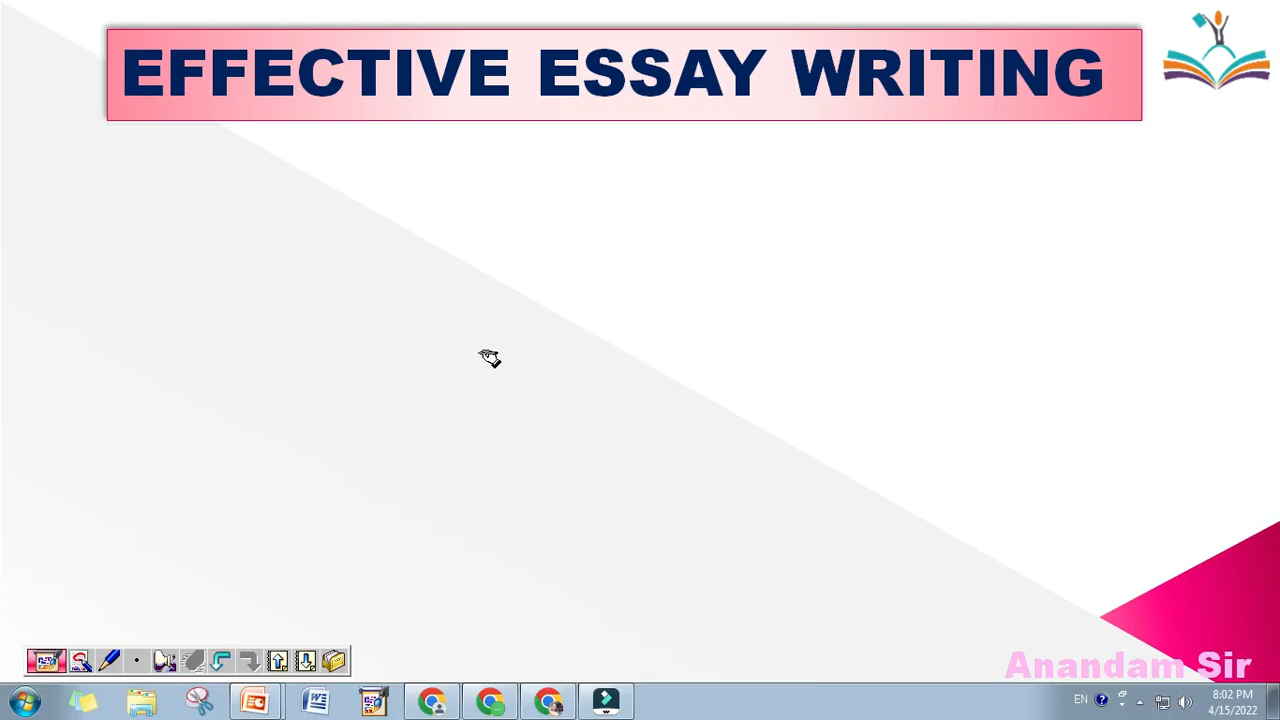 EFFECTIVE ESSAY WRITING
Anandam Sir
EN
8:02 PM
4/15/2022